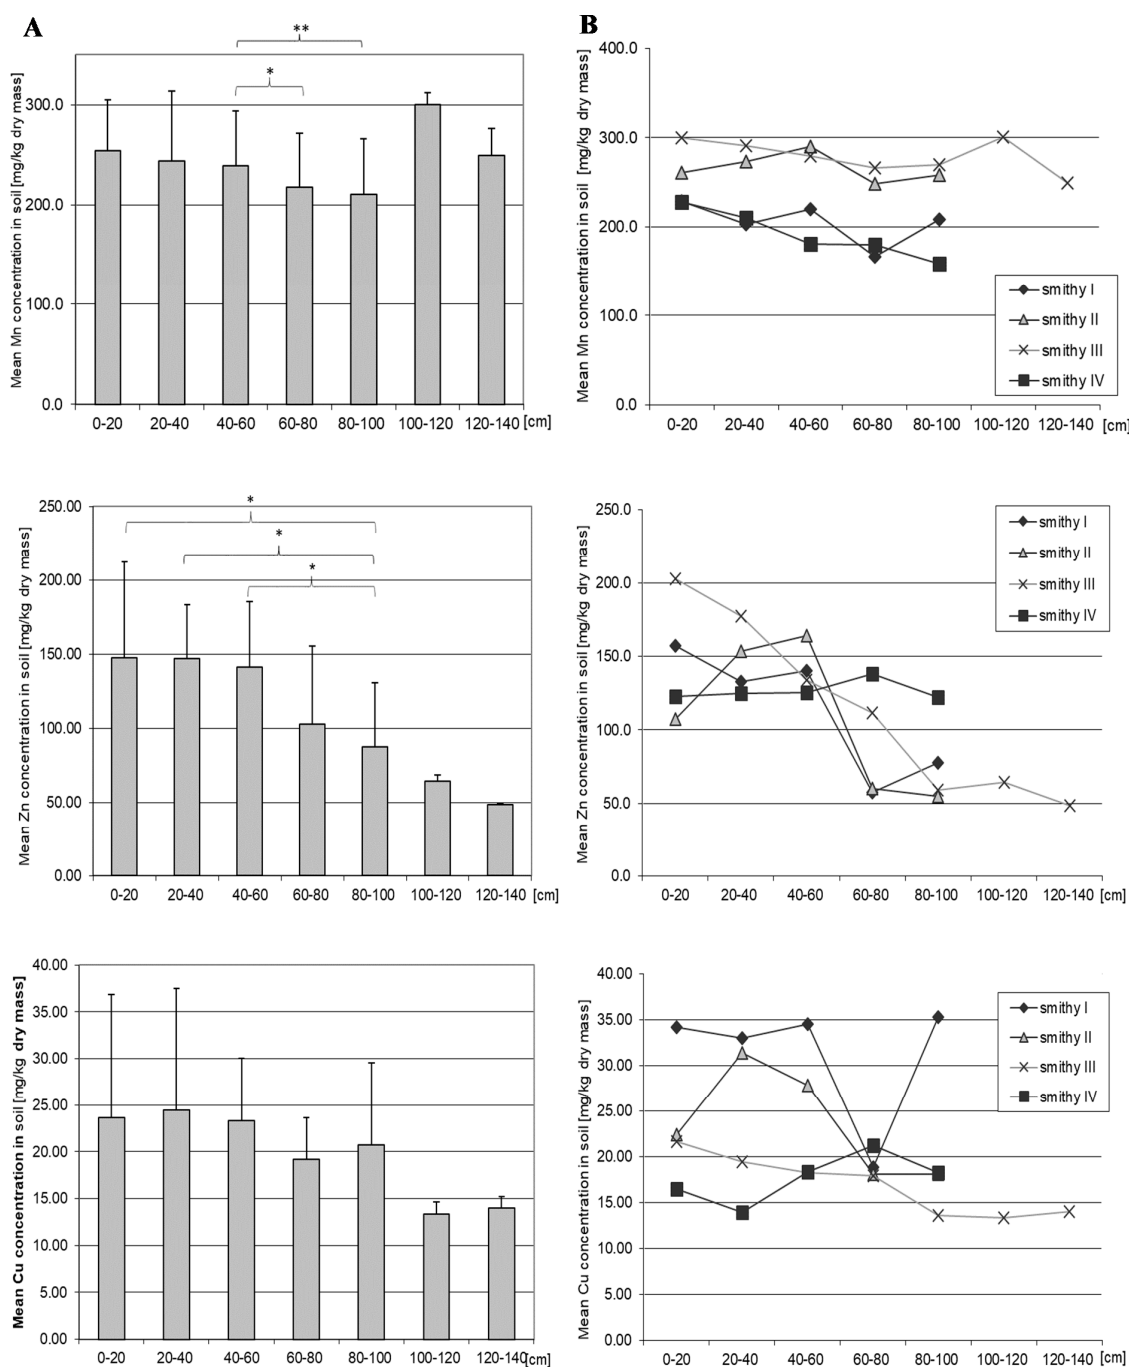 A
B
**
*
Mean Mn concentration in soil [mg/kg dry mass]
300.0
200.0
100.0
0.0
0-20 20-40 40-60 60-80 80-100 100-120 120-140 [cm]
Mean Mn concentration in soil [mg/kg dry mass]
400.0
300.0
200.0
100.0
0.0
smithy I
smithy II
smithy III
smithy IV
0-20 20-40 40-60 60-80 80-100 100-120 120-140 [cm]
Mean Zn concentration in soil [mg/kg dry mass]
250.00
200.00
150.00
100.00
50.00
0.00
*
*
*
0-20 20-40 40-60 60-80 80-100 100-120 120-140 [cm]
Mean Zn concentration in soil [mg/kg dry mass]
250.0
200.0
150.0
100.0
50.0
0.0
smithy I
smithy II
smithy III
smithy IV
0-20 20-40 40-60 60-80 80-100 100-120 120-140 [cm]
Mean Cu concentration in soil [mg/kg dry mass]
40.00
35.00
30.00
25.00
20.00
15.00
10.00
5.00
0.00
0-20 20-40 40-60 60-80 80-100 100-120 120-140 [cm]
Mean Cu concentration in soil [mg/kg dry mass]
40.00
35.00
30.00
25.00
20.00
15.00
10.00
5.00
0.00
smithy I
smithy II
smithy III
smithy IV
0-20 20-40 40-60 60-80 80-100 100-120 120-140 [cm]